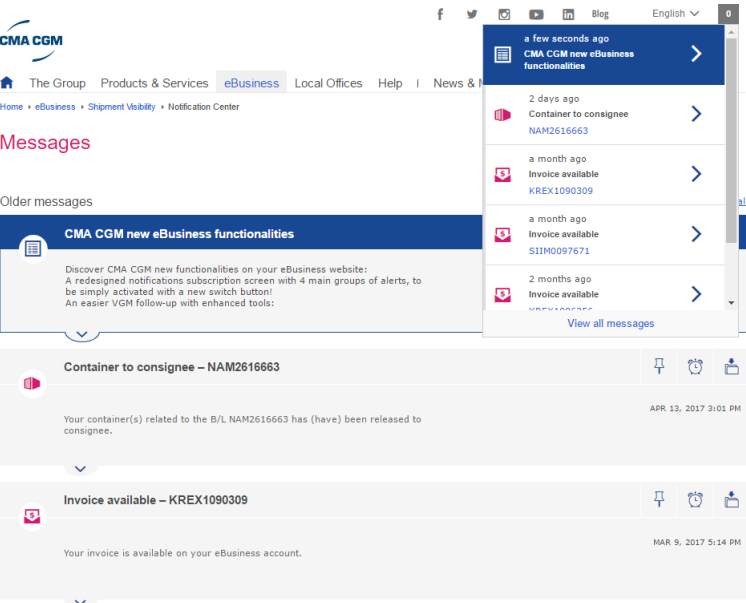 Blog
English
0
CMA CGM
The Group
Products & Services
eBusiness
Local Offices
Help
|
News &
Home › eBusiness › Shipment Visibility › Notification Center
Messages
a few seconds ago
CMA CGM new eBusiness
functionalities
2 days ago
Container to consignee
NAM2616663
a month ago
Invoice available
KREX1090309
a month ago
Invoice available
SIIM0097671
2 months ago
Invoice available
View all messages
Older messages
CMA CGM new eBusiness functionalities
Discover CMA CGM new functionalities on your eBusiness website:
A redesigned notifications subscription screen with 4 main groups of alerts, to
be simply activated with a new switch button!
An easier VGM follow-up with enhanced tools:
Container to consignee – NAM2616663
APR 13, 2017 3:01 PM
Your container(s) related to the B/L NAM2616663 has (have) been released to
consignee.
Invoice available – KREX1090309
MAR 9, 2017 5:14 PM
Your invoice is available on your eBusiness account.